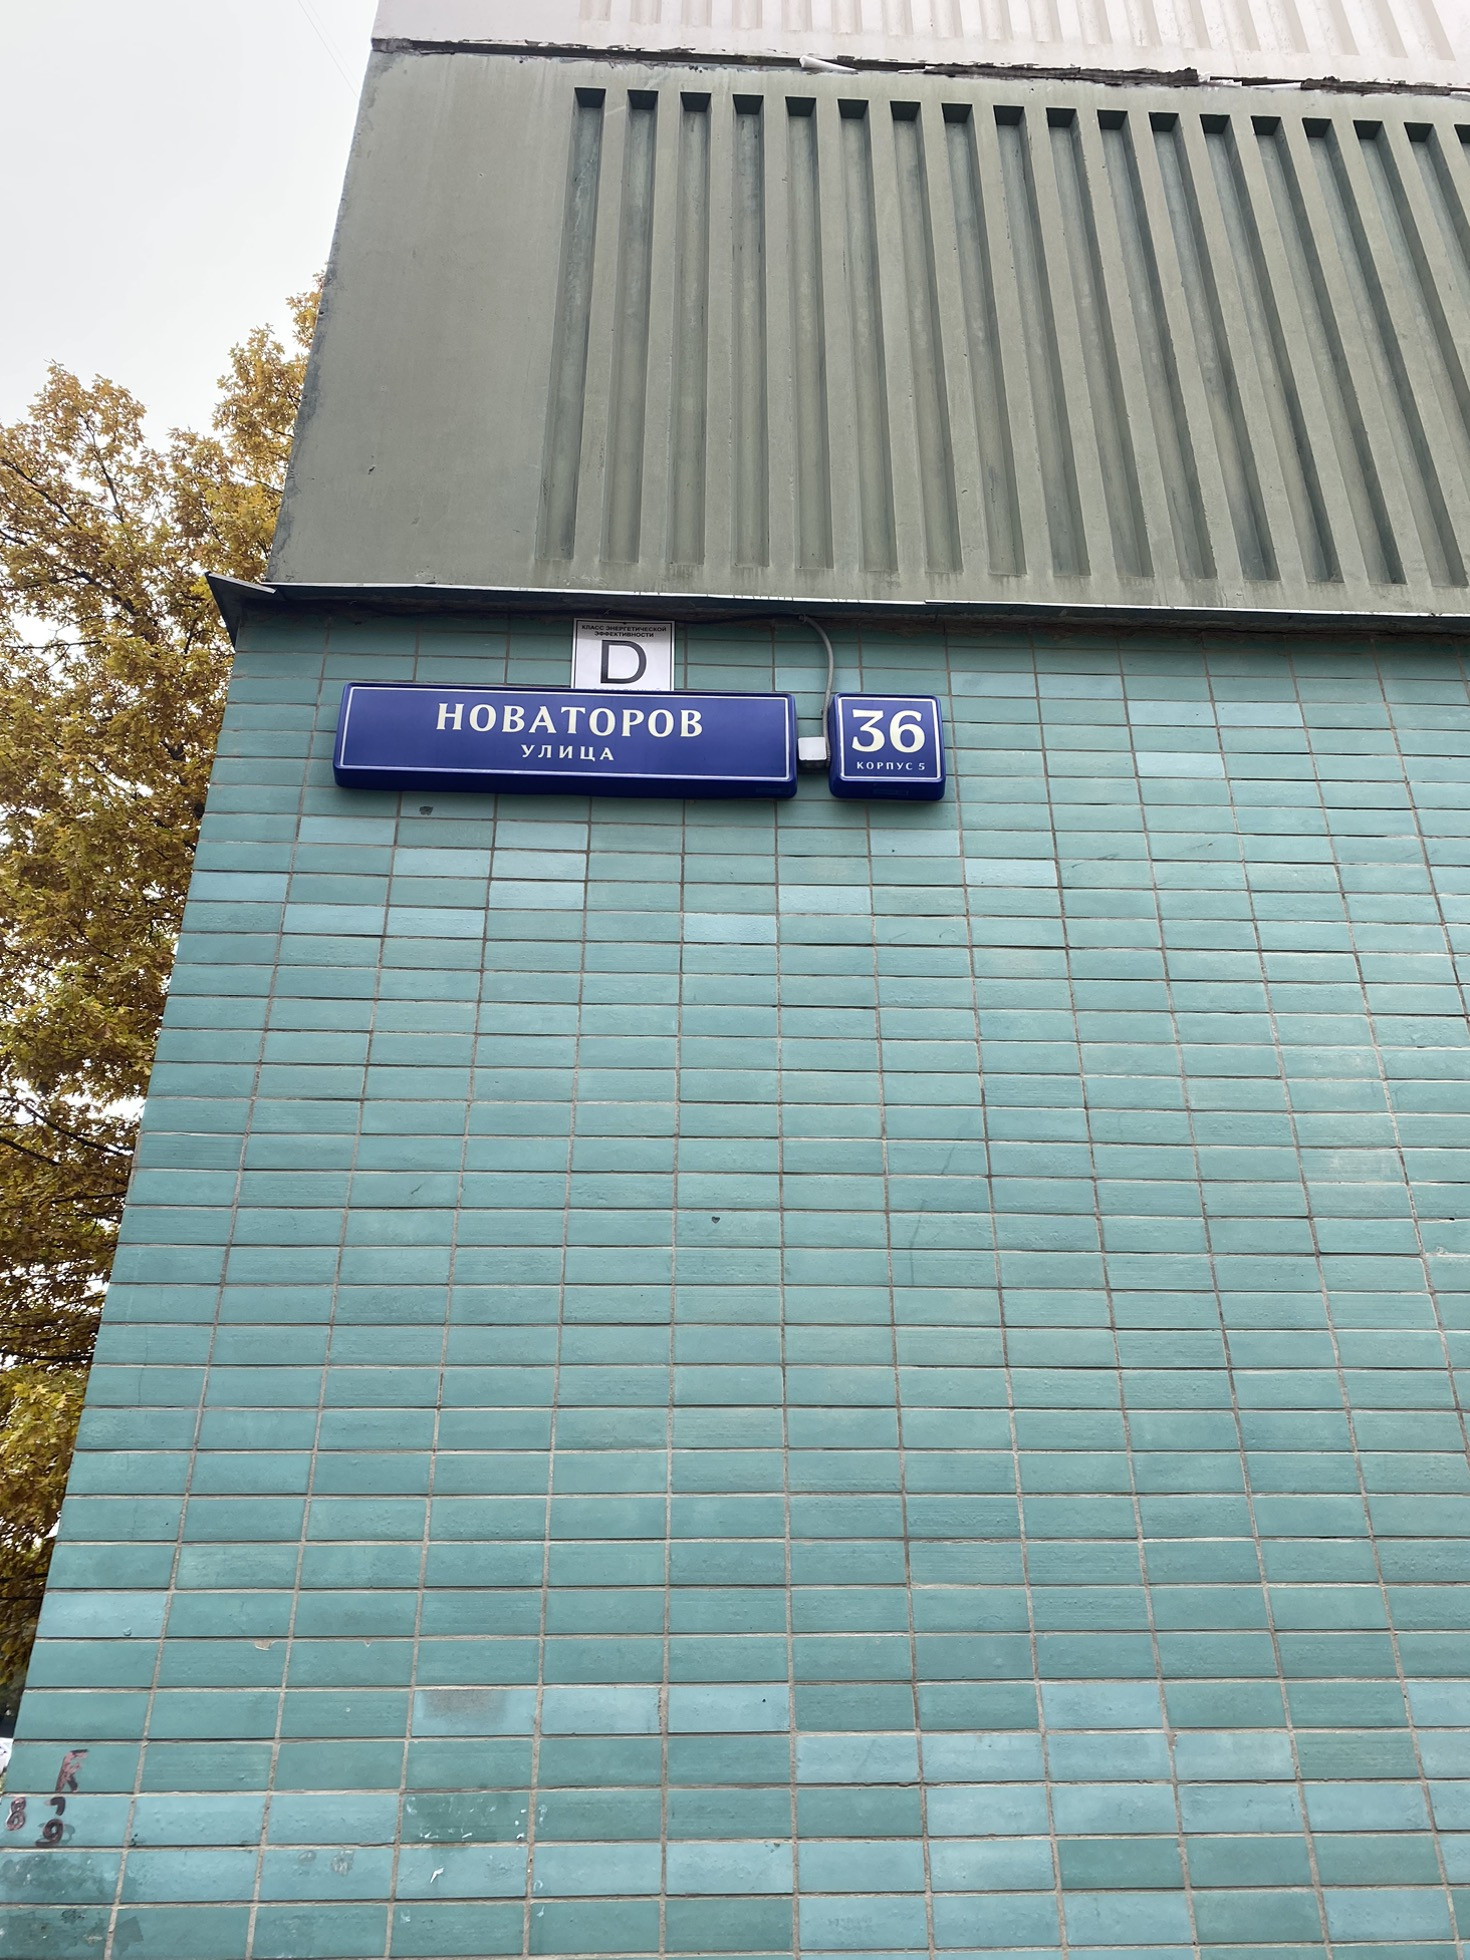 КЛАСС ЭНЕРГЕТИЧЕСКОЙ
ЭФФЕКТИВНОСТИ
D
НОВАТОРОВ
УЛИЦА
36
КОРПУС 5